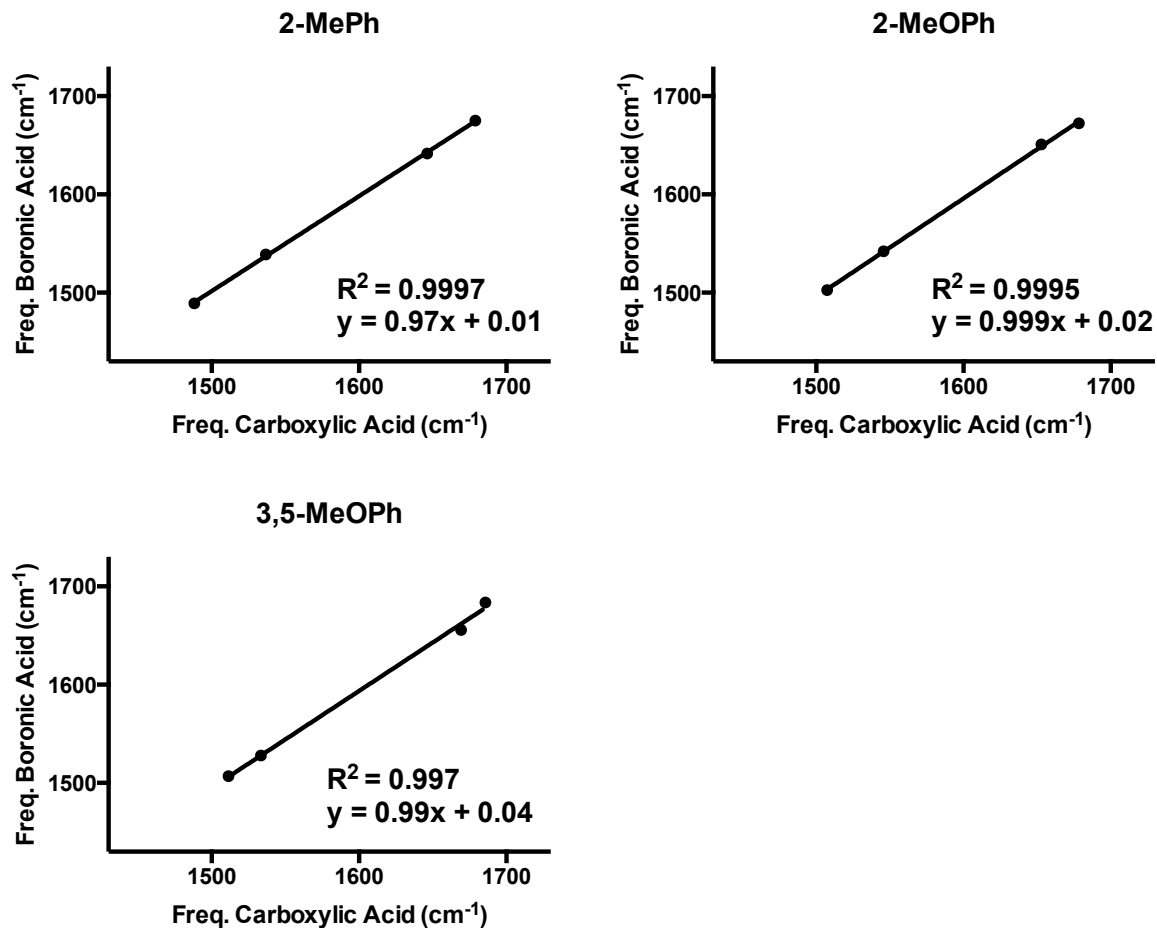 2-MePh
Freq. Boronic Acid (cm⁻¹)
1700
1600
1500
R² = 0.9997
y = 0.97x + 0.01
1500 1600 1700
Freq. Carboxylic Acid (cm⁻¹)
2-MeOPh
Freq. Boronic Acid (cm⁻¹)
1700
1600
1500
R² = 0.9995
y = 0.999x + 0.02
1500 1600 1700
Freq. Carboxylic Acid (cm⁻¹)
3,5-MeOPh
Freq. Boronic Acid (cm⁻¹)
1700
1600
1500
R² = 0.997
y = 0.99x + 0.04
1500 1600 1700
Freq. Carboxylic Acid (cm⁻¹)